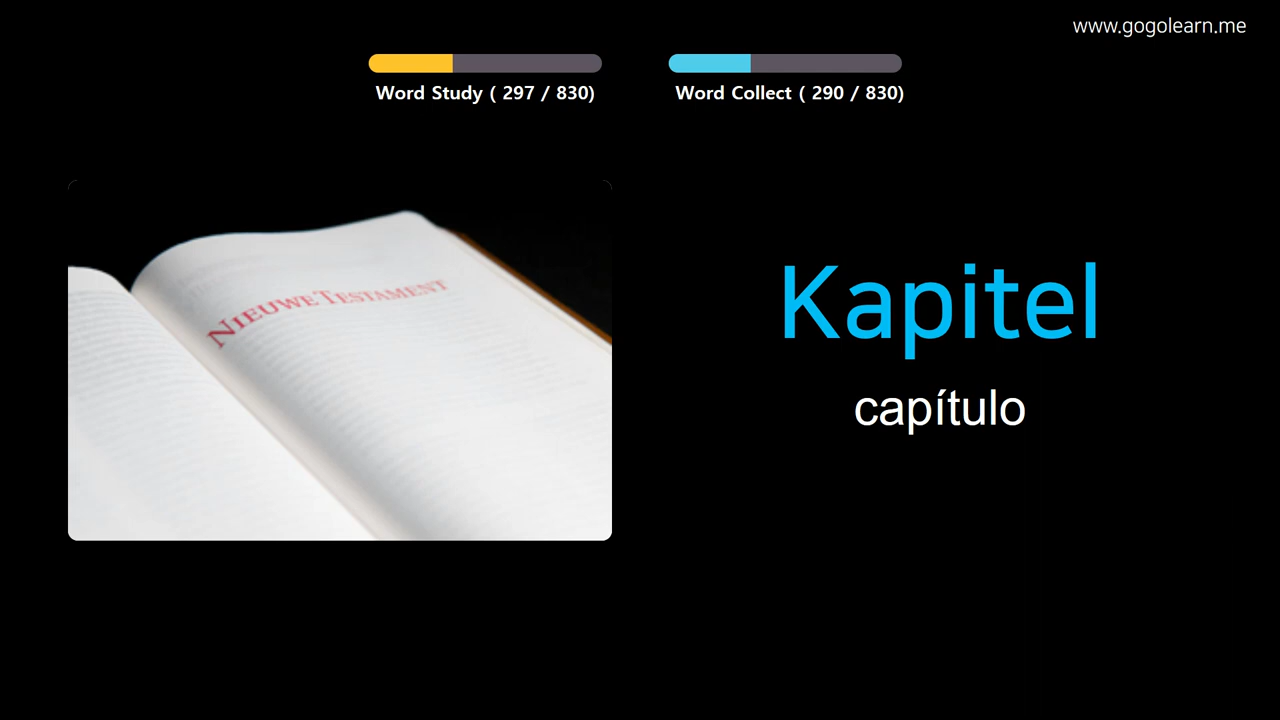 www.gogolearn.me
Word Study ( 297 / 830)
Word Collect ( 290 / 830)
NIEUWE TESTAMENT
Kapitel
capítulo